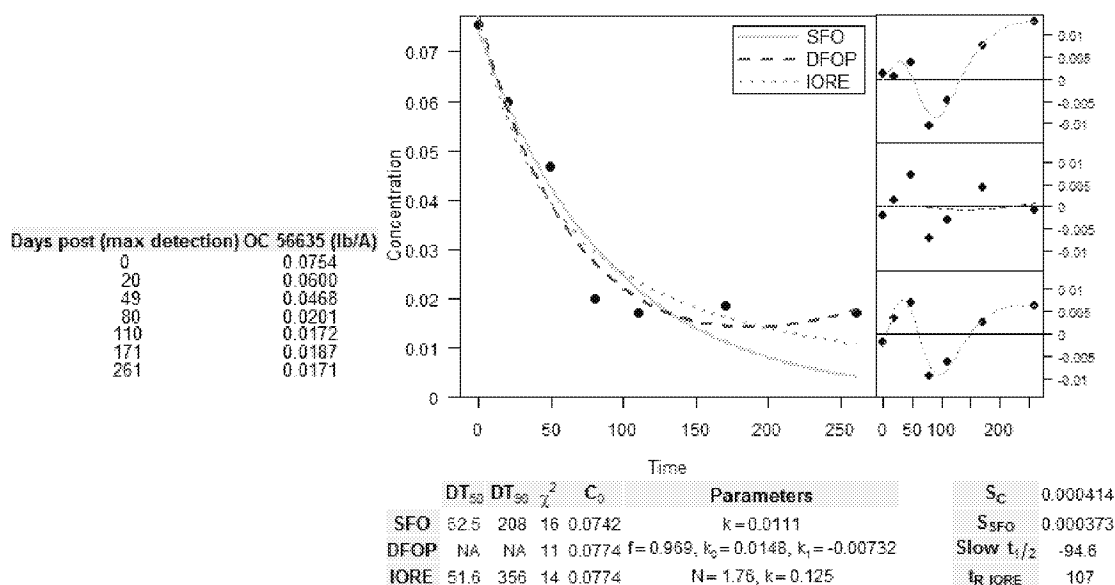 0.07
0.06
0.05
0.04
0.03
0.02
0.01
0
Concentration
SFO
DFOP
IORE
0.01
0.005
0
-0.005
-0.01
0.01
0.005
0
-0.005
-0.01
0.01
0.005
0
-0.005
-0.01
Days post (max detection) OC 56635 (lb/A)
0 0.0754
20 0.0600
49 0.0468
80 0.0201
110 0.0172
171 0.0187
261 0.0171
0 50 100 150 200 250
0 50 100 200
Time
DT₅₀ DT₉₀ χ² C₀ Parameters
SFO 62.5 208 16 0.0742 k = 0.0111
DFOP NA NA 11 0.0774 f = 0.969, k₀ = 0.0148, k₁ = -0.00732
IORE 51.6 356 14 0.0774 N = 1.76, k = 0.125
S_C 0.000414
S_SFO 0.000373
Slow t₁/₂ -94.6
t_R IORE 107